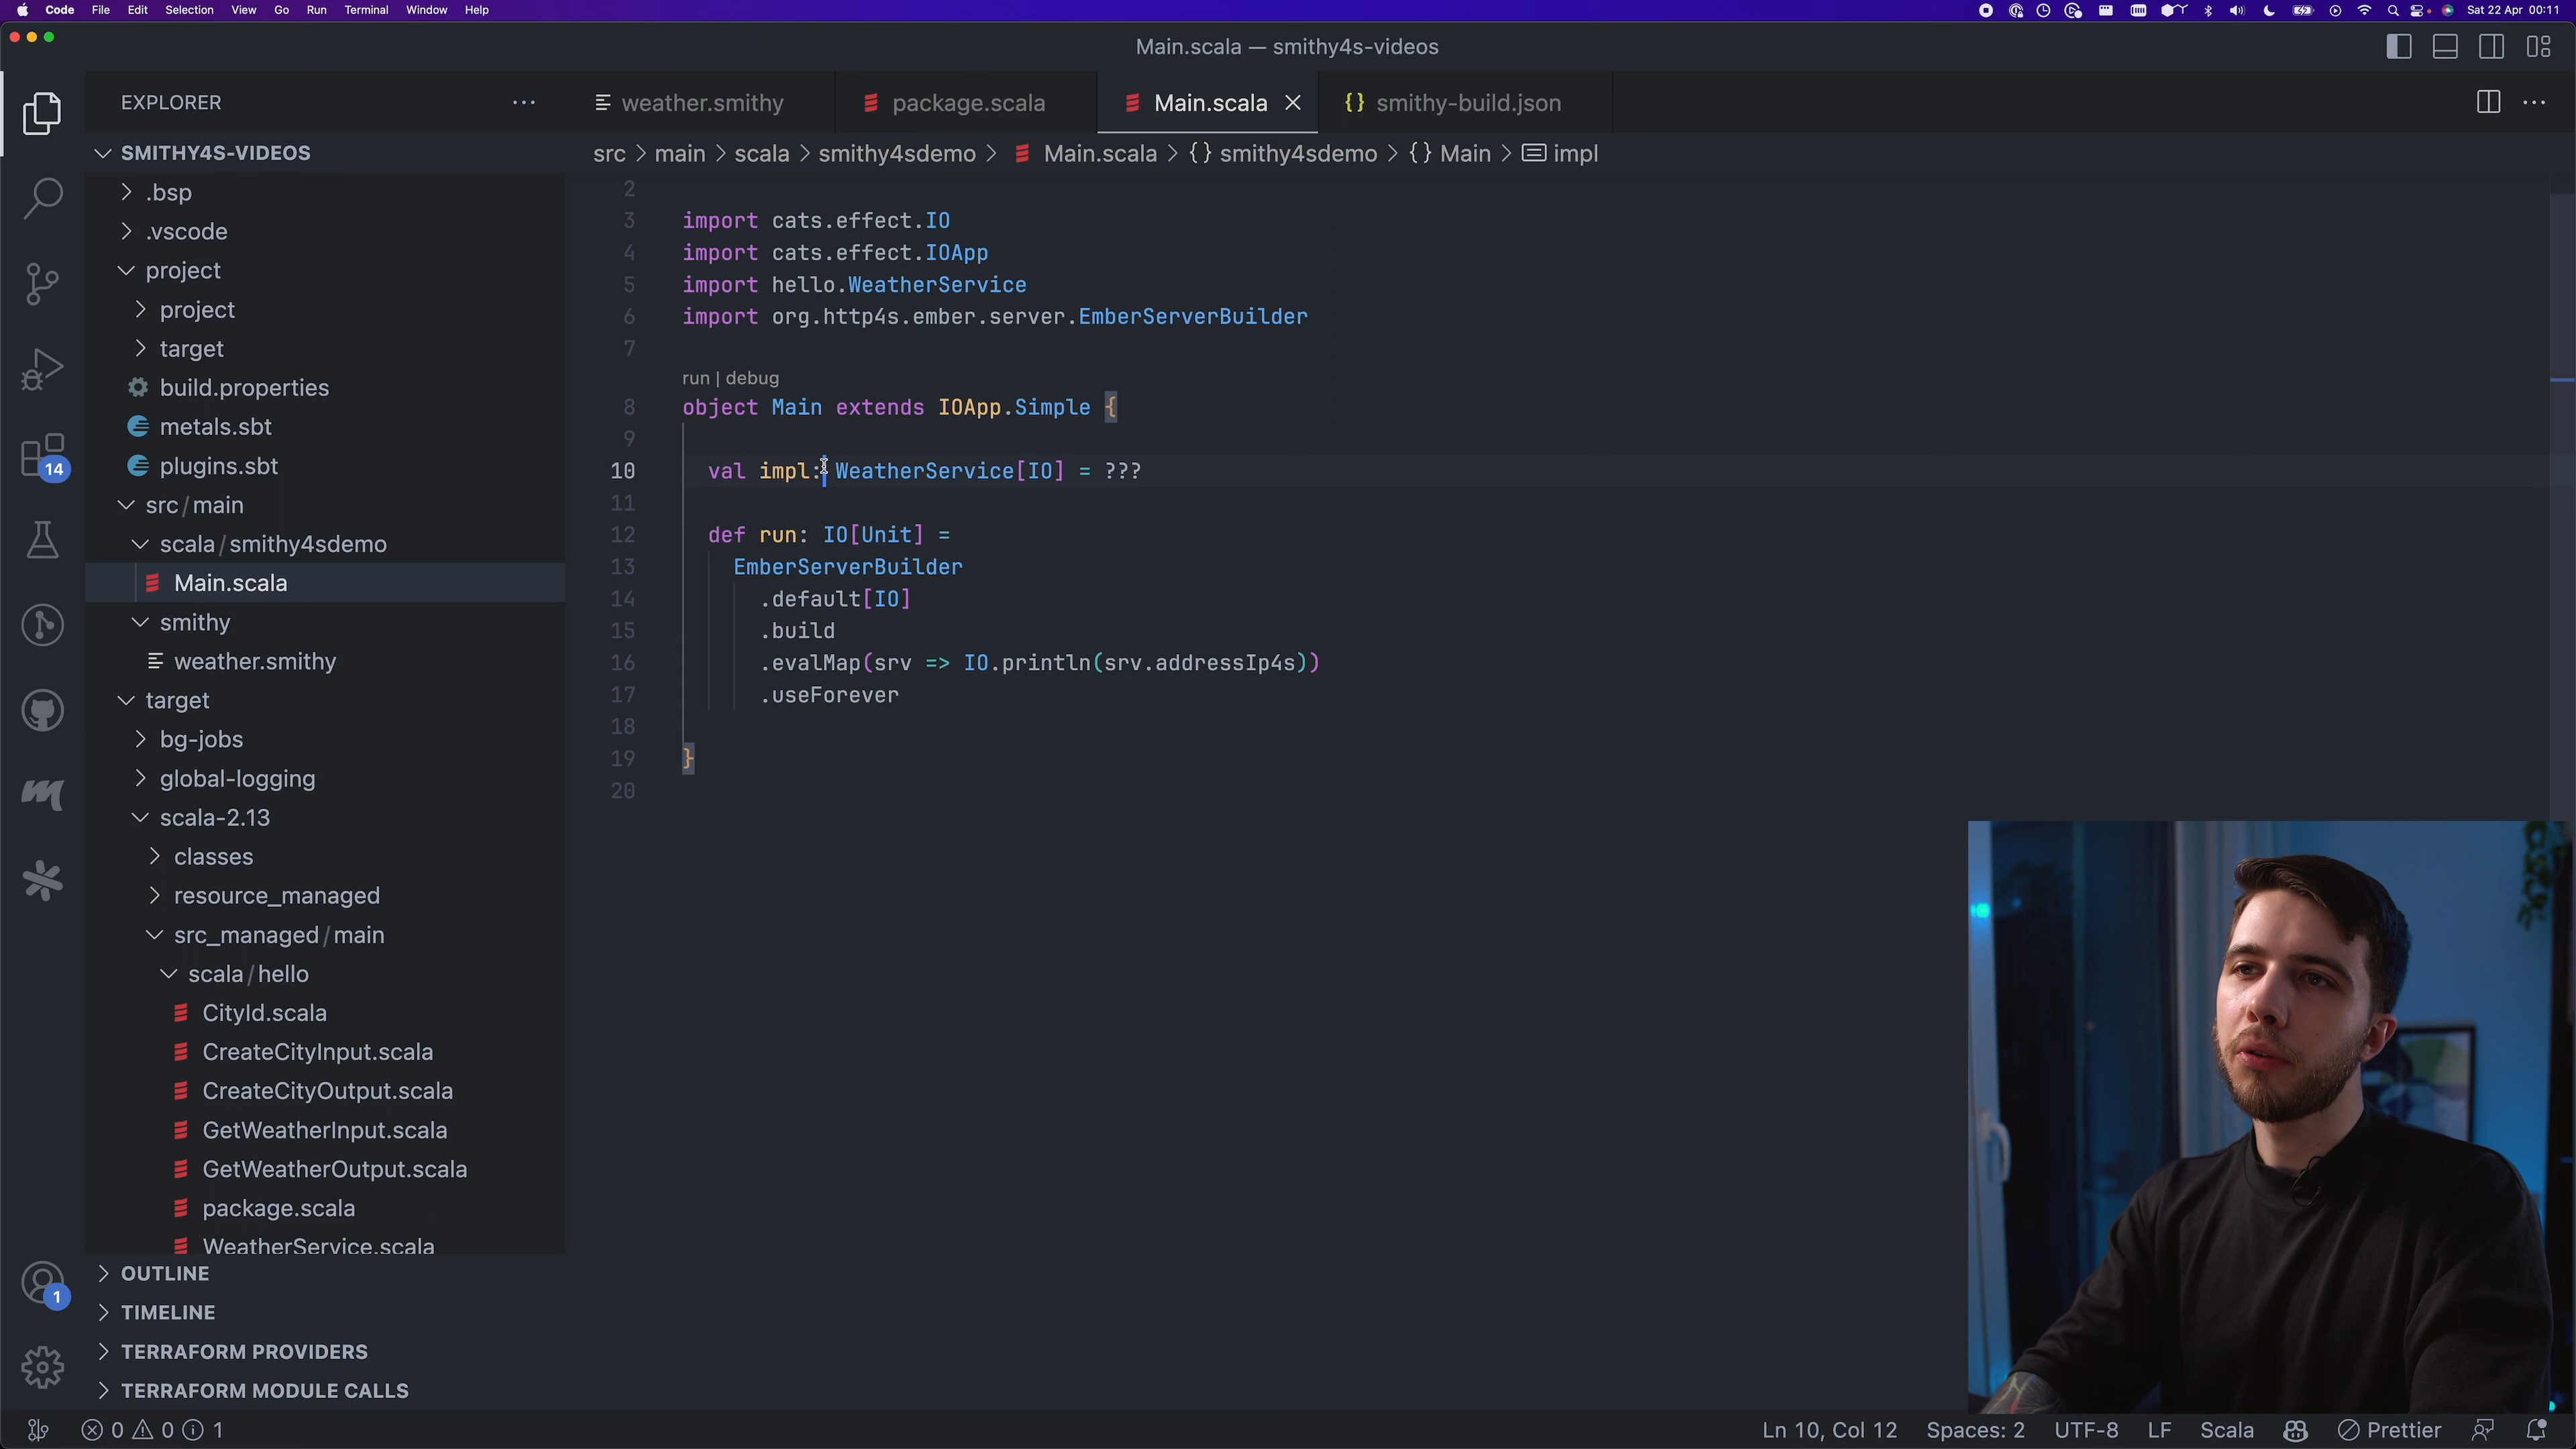 Code File Edit Selection View Go Run Terminal Window Help
Sat 22 Apr 00:11
Main.scala — smithy4s-videos
EXPLORER
weather.smithy
package.scala
Main.scala
{} smithy-build.json
src > main > scala > smithy4sdemo > Main.scala > {} smithy4sdemo > {} Main > impl
SMITHY4S-VIDEOS
.bsp
.vscode
project
project
target
build.properties
metals.sbt
plugins.sbt
src/main
scala/smithy4sdemo
Main.scala
smithy
weather.smithy
target
bg-jobs
global-logging
scala-2.13
classes
resource_managed
src_managed/main
scala/hello
CityId.scala
CreateCityInput.scala
CreateCityOutput.scala
GetWeatherInput.scala
GetWeatherOutput.scala
package.scala
WeatherService.scala
OUTLINE
TIMELINE
TERRAFORM PROVIDERS
TERRAFORM MODULE CALLS
14
1
2
3 import cats.effect.IO
4 import cats.effect.IOApp
5 import hello.WeatherService
6 import org.http4s.ember.server.EmberServerBuilder
7
run | debug
8 object Main extends IOApp.Simple {
9
10 val impl: WeatherService[IO] = ???
11
12 def run: IO[Unit] =
13 EmberServerBuilder
14 .default[IO]
15 .build
16 .evalMap(srv => IO.println(srv.addressIp4s))
17 .useForever
18
19 }
20
0 0 1
Ln 10, Col 12 Spaces: 2 UTF-8 LF Scala Prettier